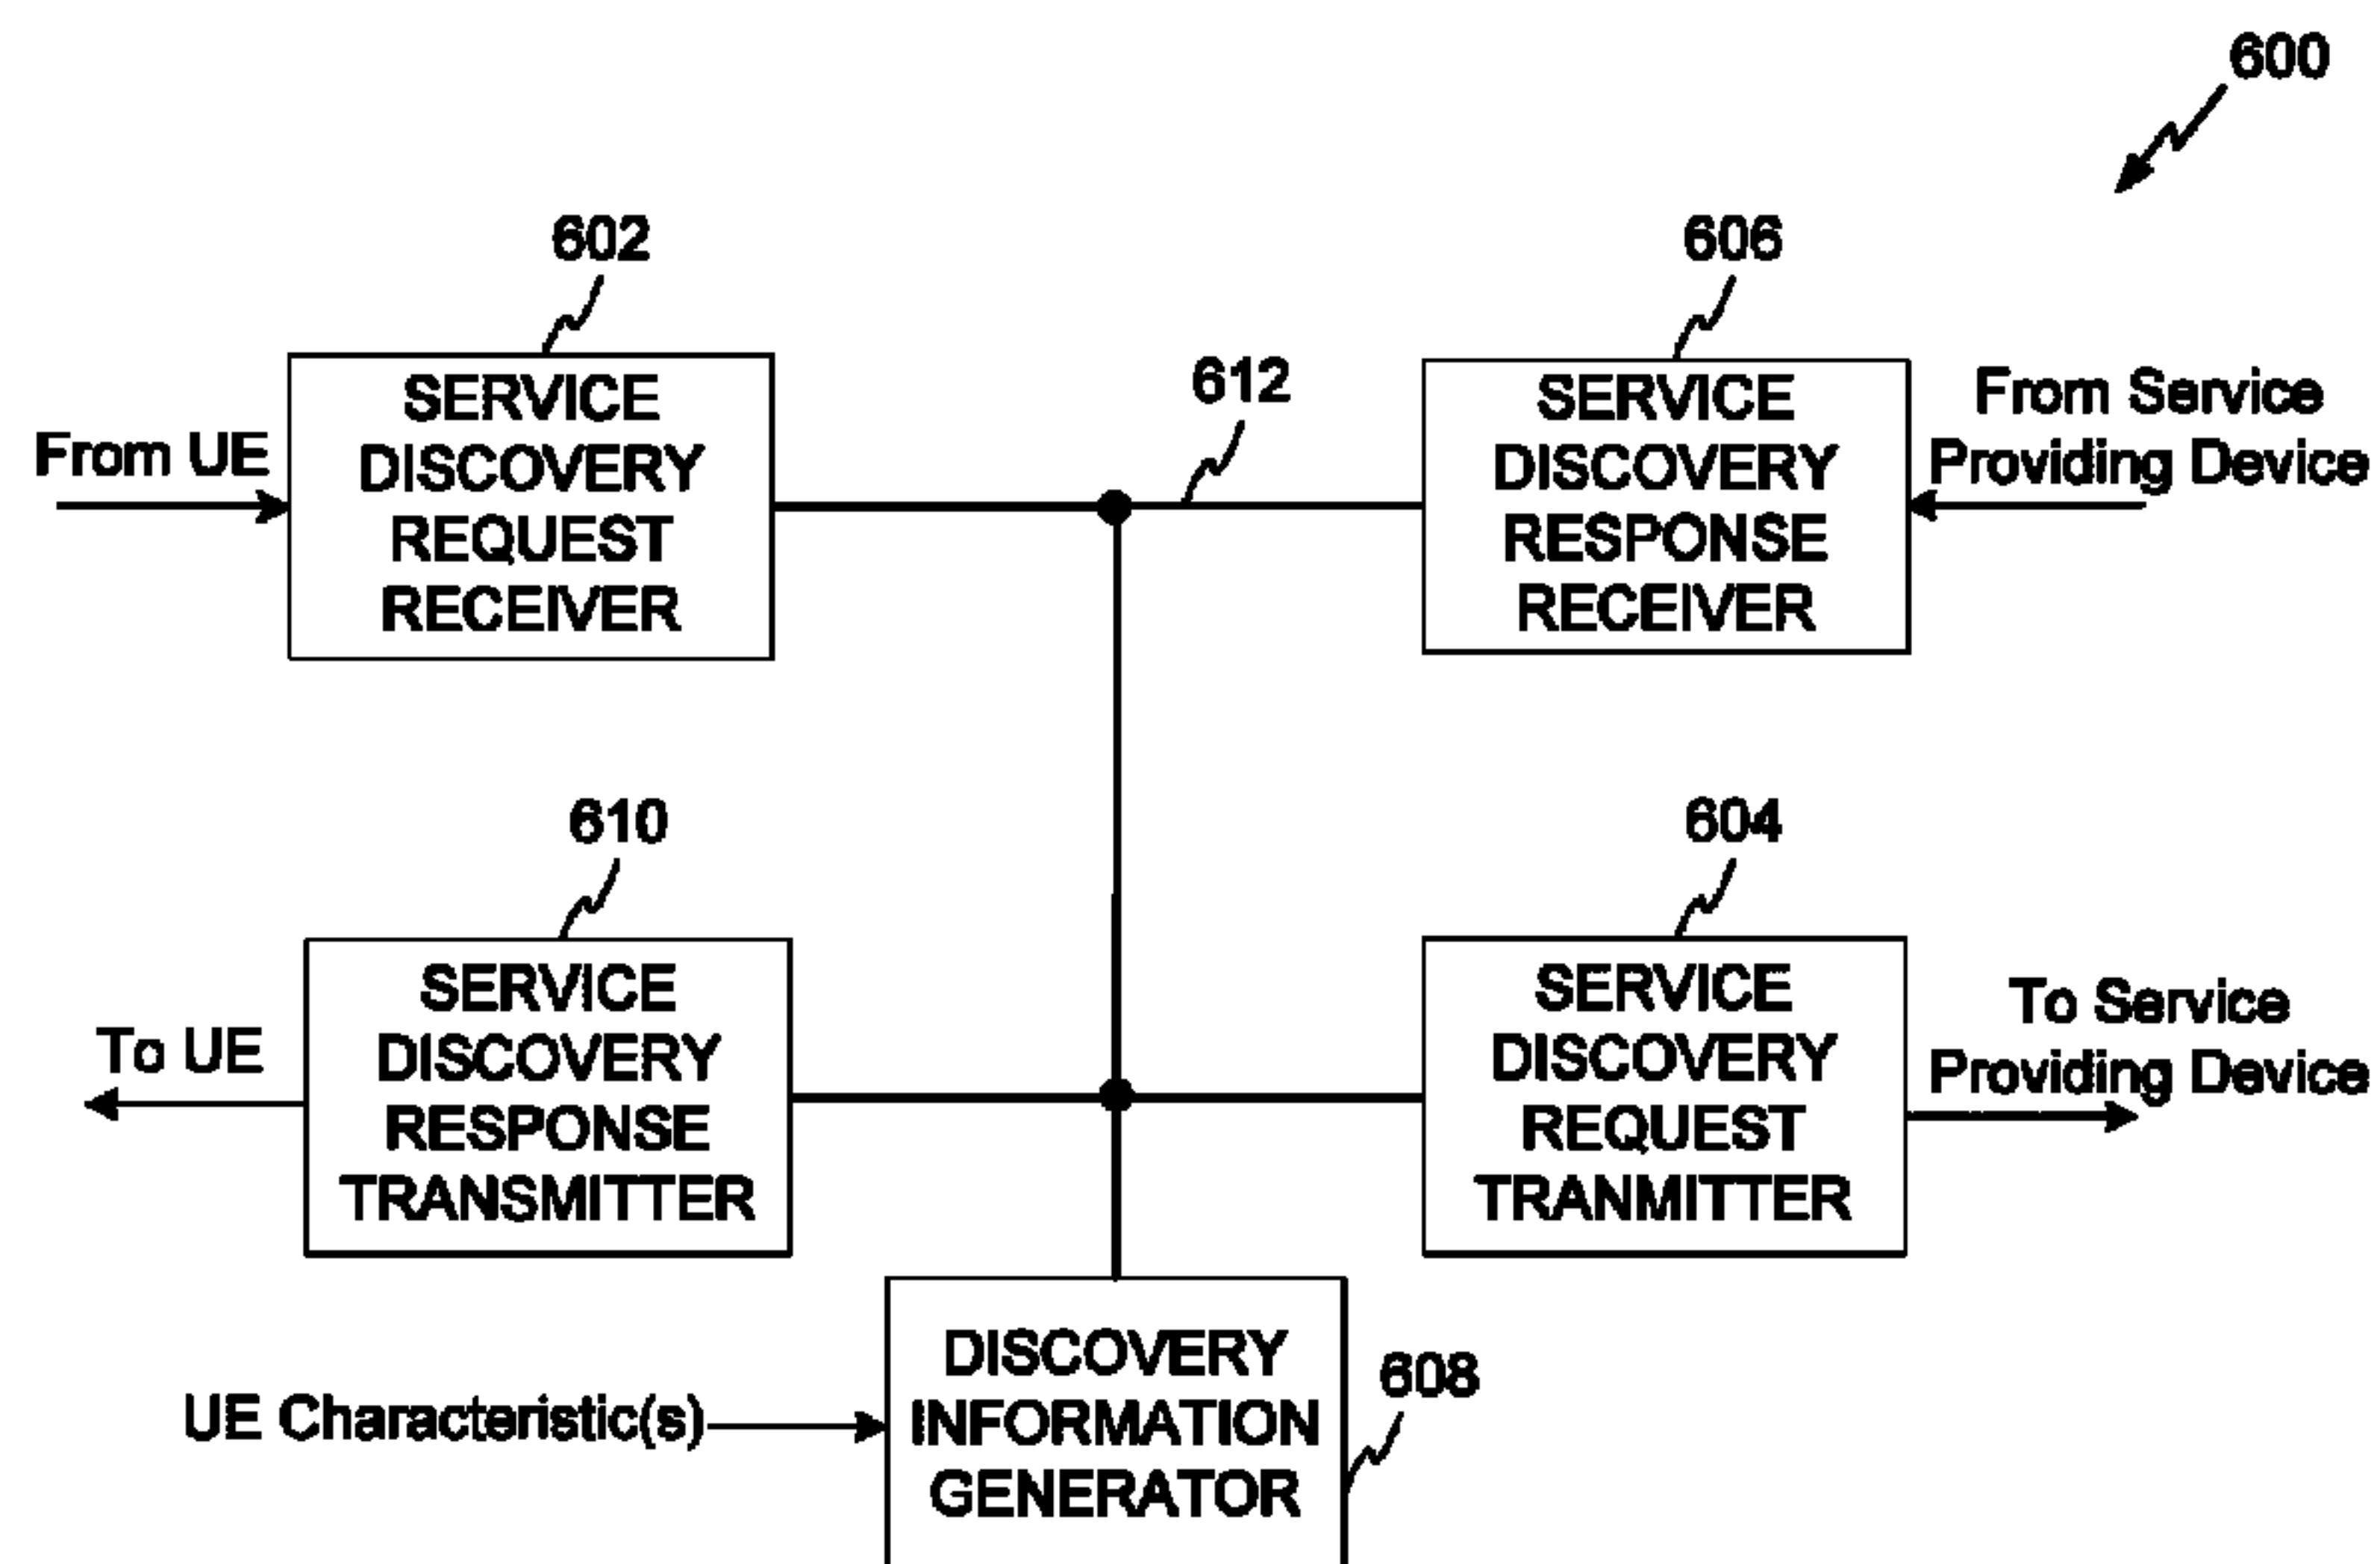 600
602
606
SERVICE
DISCOVERY
REQUEST
RECEIVER
From UE
612
SERVICE
DISCOVERY
RESPONSE
RECEIVER
From Service
Providing Device
610
604
SERVICE
DISCOVERY
RESPONSE
TRANSMITTER
To UE
SERVICE
DISCOVERY
REQUEST
TRANMITTER
To Service
Providing Device
UE Characteristic(s)
DISCOVERY
INFORMATION
GENERATOR
608